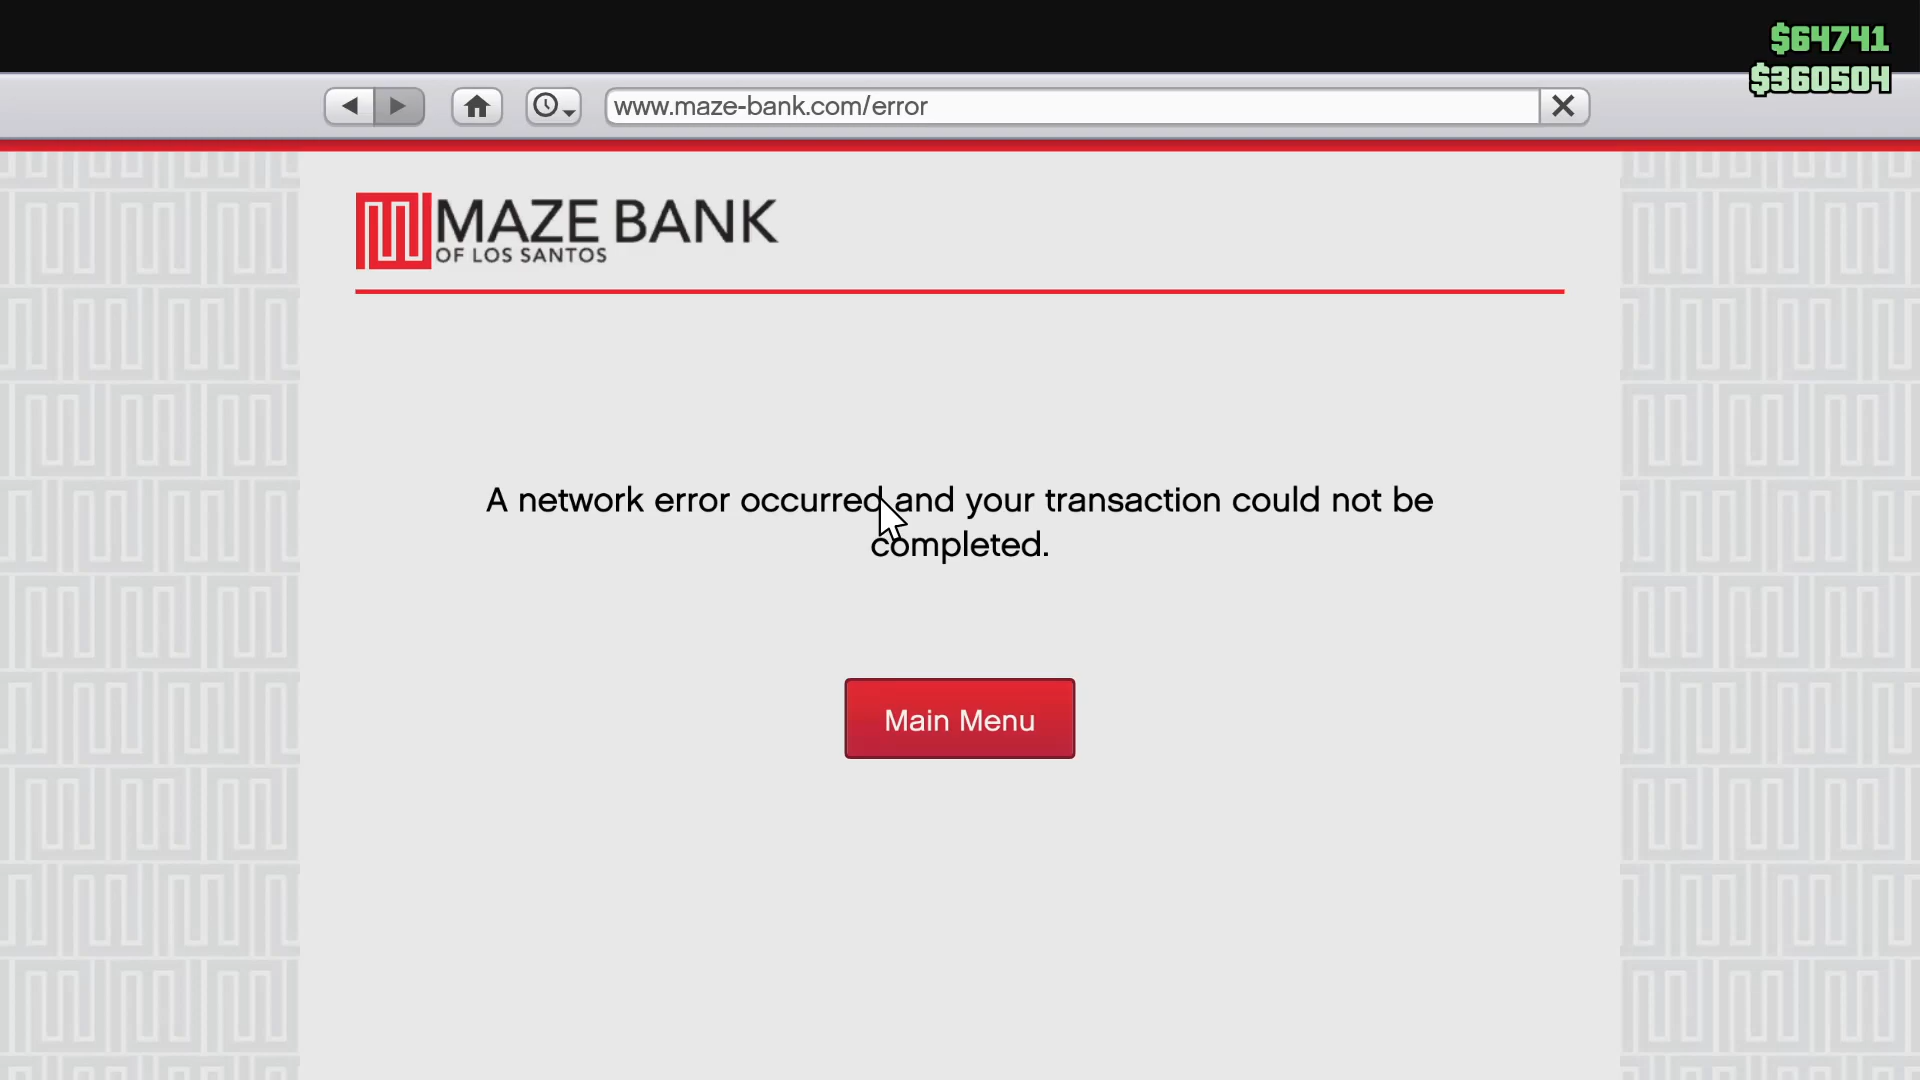 $64741
$360504
www.maze-bank.com/error
MAZE BANK
OF LOS SANTOS
A network error occurred and your transaction could not be
completed.
Main Menu